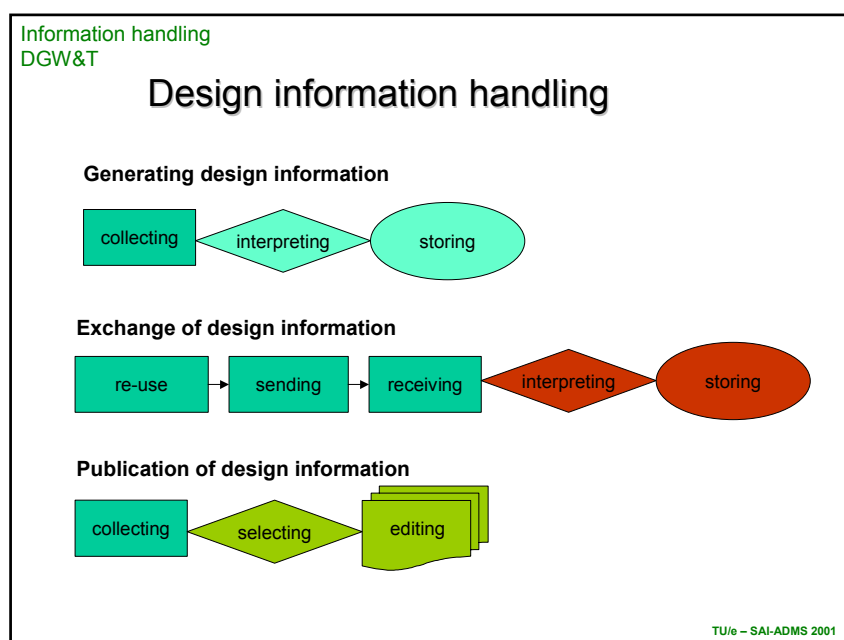 Information handling
DGW&T
Design information handling
Generating design information
collecting interpreting storing
Exchange of design information
re-use sending receiving interpreting storing
Publication of design information
collecting selecting editing
TU/e – SAI-ADMS 2001